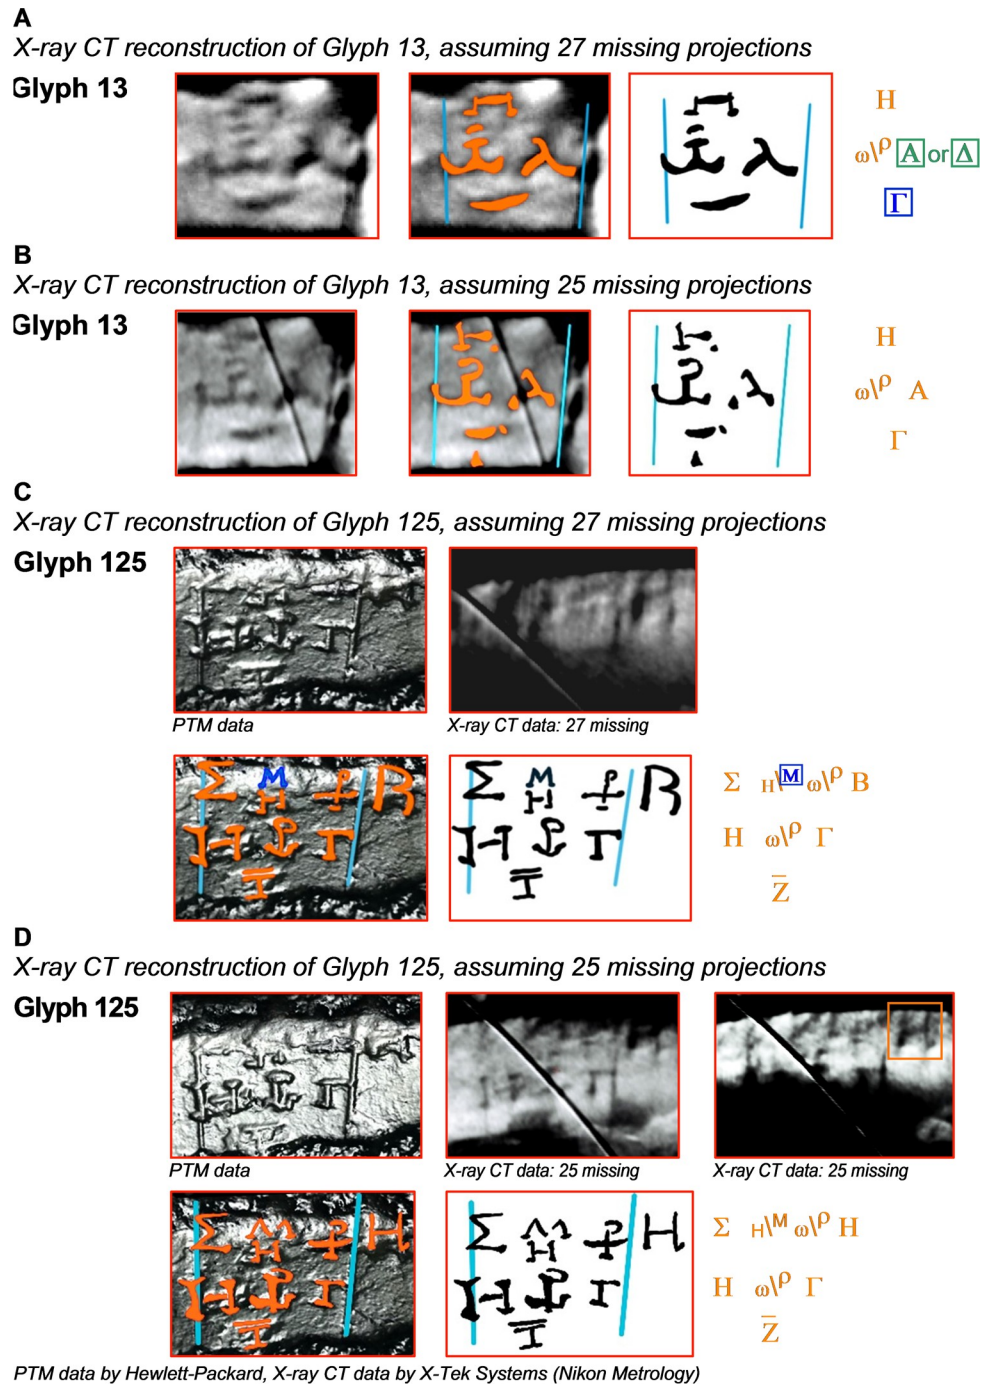 A
X-ray CT reconstruction of Glyph 13, assuming 27 missing projections
Glyph 13
H
ω\ρ A or Δ
Γ
B
X-ray CT reconstruction of Glyph 13, assuming 25 missing projections
Glyph 13
H
ω\ρ A
Γ
C
X-ray CT reconstruction of Glyph 125, assuming 27 missing projections
Glyph 125
PTM data
X-ray CT data: 27 missing
Σ H\M ω\ρ B
H ω\ρ Γ
Z̅
D
X-ray CT reconstruction of Glyph 125, assuming 25 missing projections
Glyph 125
PTM data
X-ray CT data: 25 missing
X-ray CT data: 25 missing
Σ H\M ω\ρ H
H ω\ρ Γ
Z̅
PTM data by Hewlett-Packard, X-ray CT data by X-Tek Systems (Nikon Metrology)